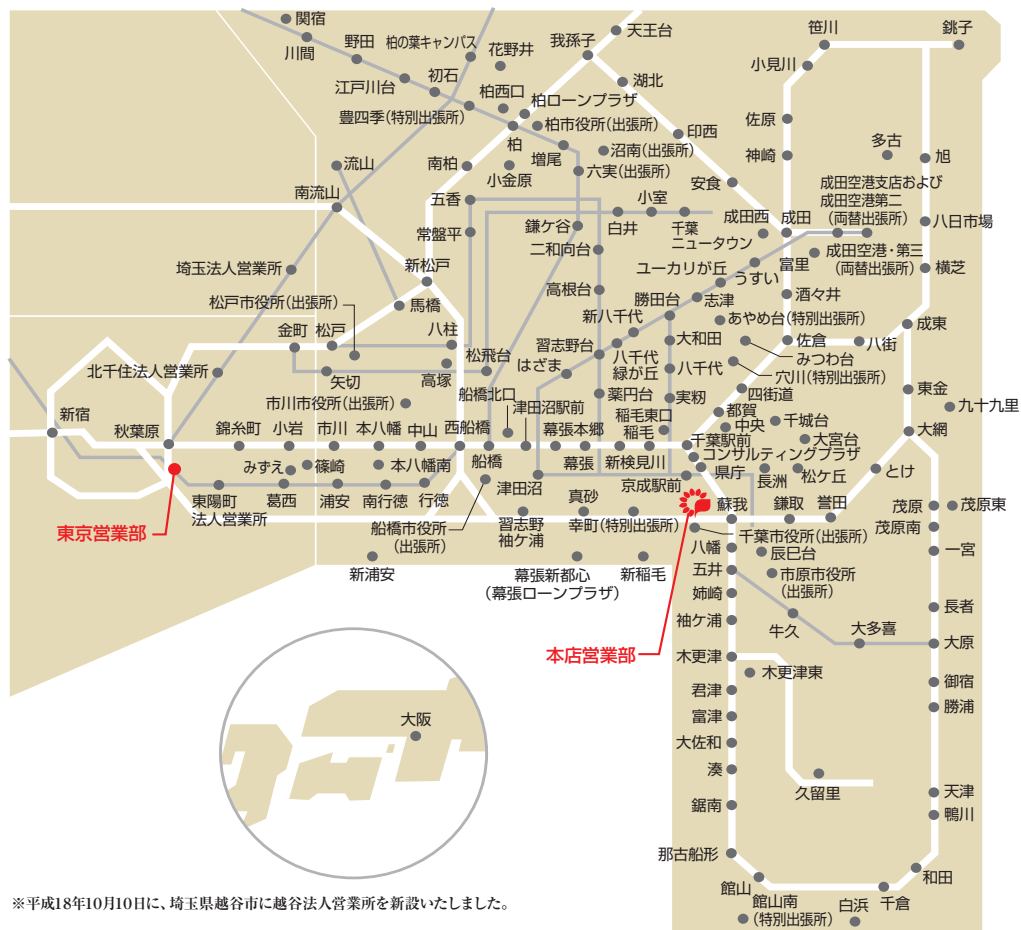 関宿
川間
野田
柏の葉キャンパス
花野井
我孫子
天王台
笹川
銚子
小見川
江戸川台
初石
柏西口
柏ローンプラザ
湖北
豊四季(特別出張所)
柏市役所(出張所)
佐原
印西
多古
柏
増尾
沼南(出張所)
神崎
旭
流山
南柏
小金原
六実(出張所)
安食
成田空港支店および
成田空港第二
(両替出張所)
南流山
五香
小室
成田西
成田
八日市場
常盤平
鎌ケ谷
白井
千葉
ニュータウン
二和向台
富里
成田空港・第三
(両替出張所)
埼玉法人営業所
新松戸
ユーカリが丘
うすい
横芝
松戸市役所(出張所)
馬橋
高根台
勝田台
志津
酒々井
あやめ台(特別出張所)
成東
金町
松戸
八柱
新八千代
習志野台
大和田
佐倉
八街
北千住法人営業所
矢切
高塚
松飛台
はざま
八千代
緑が丘
八千代
みつわ台
穴川(特別出張所)
市川市役所(出張所)
船橋北口
津田沼駅前
薬円台
実籾
四街道
東金
九十九里
新宿
秋葉原
錦糸町
小岩
市川
本八幡
中山
西船橋
幕張本郷
稲毛東口
稲毛
都賀
中央
千城台
大宮台
大網
千葉駅前
コンサルティングプラザ
みずえ
篠崎
本八幡南
船橋
幕張
新検見川
県庁
長洲
松ケ丘
とけ
東陽町
法人営業所
葛西
浦安
南行徳
行徳
津田沼
真砂
京成駅前
東京営業部
船橋市役所
(出張所)
習志野
袖ケ浦
幸町(特別出張所)
蘇我
鎌取
誉田
茂原
茂原東
千葉市役所(出張所)
茂原南
新浦安
幕張新都心
(幕張ローンプラザ)
新稲毛
八幡
辰巳台
一宮
五井
市原市役所
(出張所)
姉崎
長者
袖ケ浦
牛久
大多喜
大原
本店営業部
木更津
木更津東
御宿
君津
勝浦
富津
大阪
大佐和
湊
久留里
天津
鋸南
鴨川
那古船形
和田
館山
千倉
館山南
(特別出張所)
白浜
※平成18年10月10日に、埼玉県越谷市に越谷法人営業所を新設いたしました。